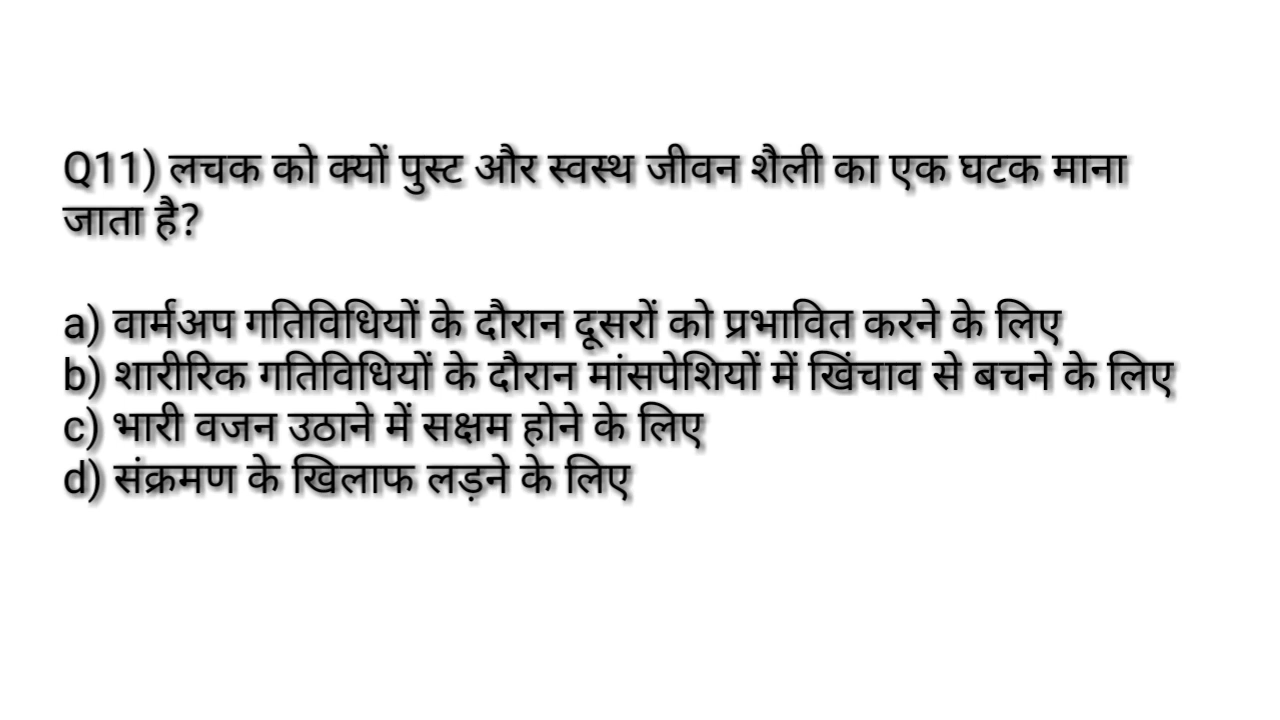 Q11) लचक को क्यों पुस्ट और स्वस्थ जीवन शैली का एक घटक माना
जाता है?
a) वार्मअप गतिविधियों के दौरान दूसरों को प्रभावित करने के लिए
b) शारीरिक गतिविधियों के दौरान मांसपेशियों में खिंचाव से बचने के लिए
c) भारी वजन उठाने में सक्षम होने के लिए
d) संक्रमण के खिलाफ लड़ने के लिए